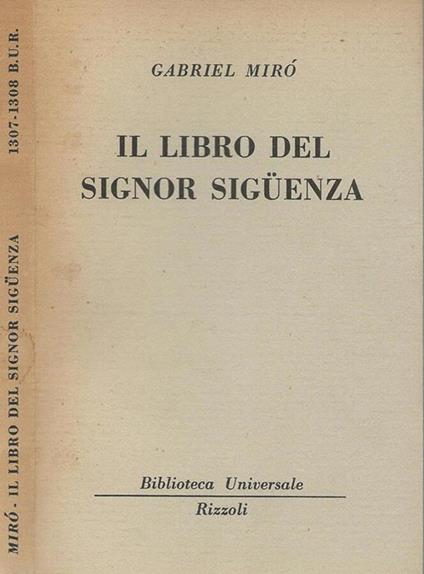 MIRÓ - IL LIBRO DEL SIGNOR SIGÜENZA 1307-1308 B.U.R.
GABRIEL MIRÓ
IL LIBRO DEL
SIGNOR SIGÜENZA
Biblioteca Universale
Rizzoli